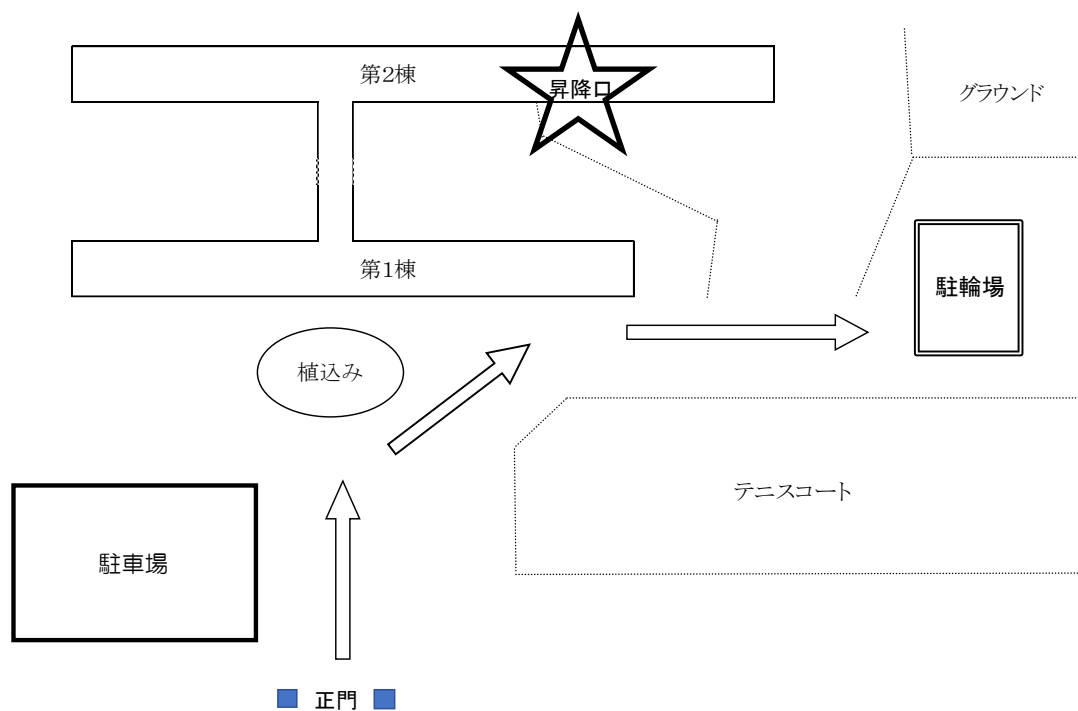 第2棟
昇降口
グラウンド
第1棟
駐輪場
植込み
テニスコート
駐車場
正門